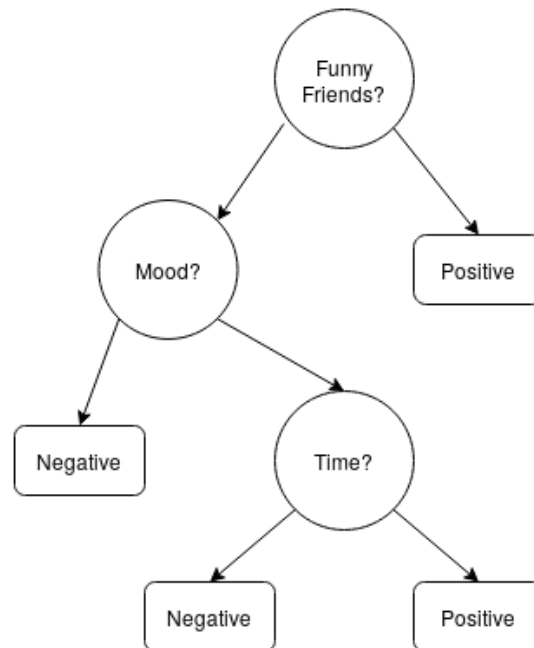 Funny
Friends?
Mood?
Positive
Negative
Time?
Negative
Positive